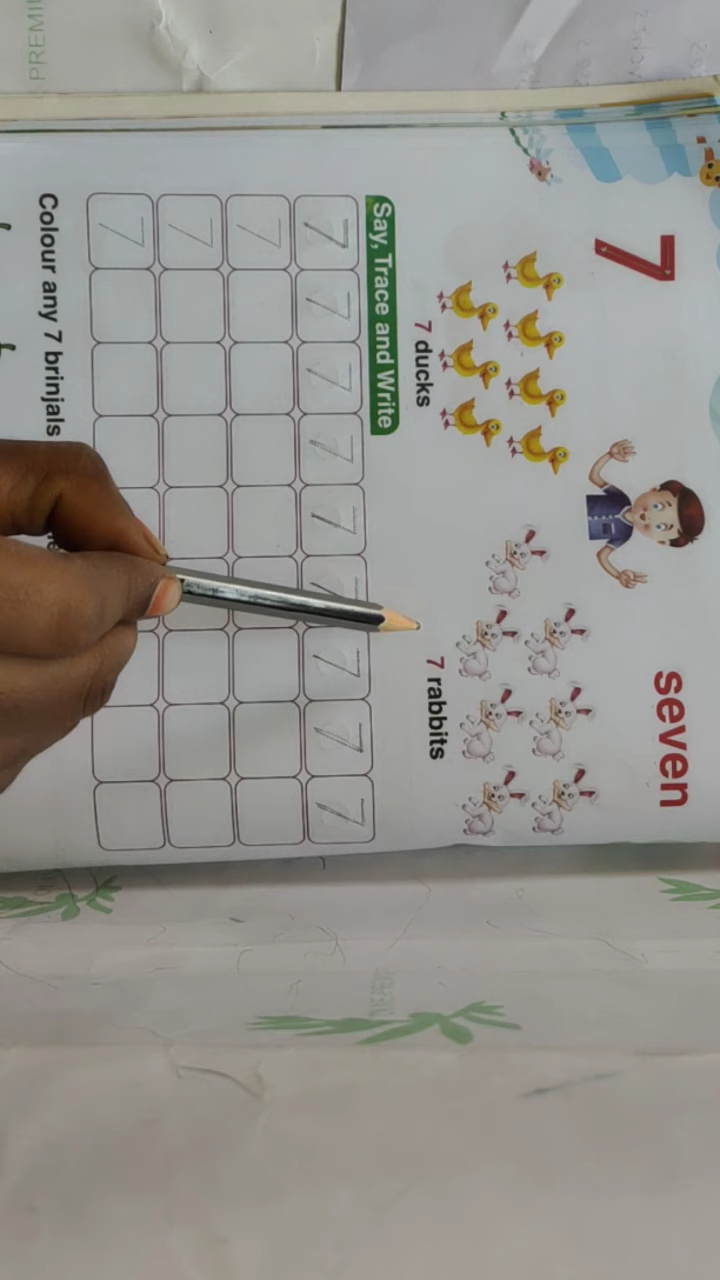 PREMI
7 seven
7 ducks 7 rabbits
Say, Trace and Write
7 7 7 7 7 7 7 7 7
7
7
7
Colour any 7 brinjals